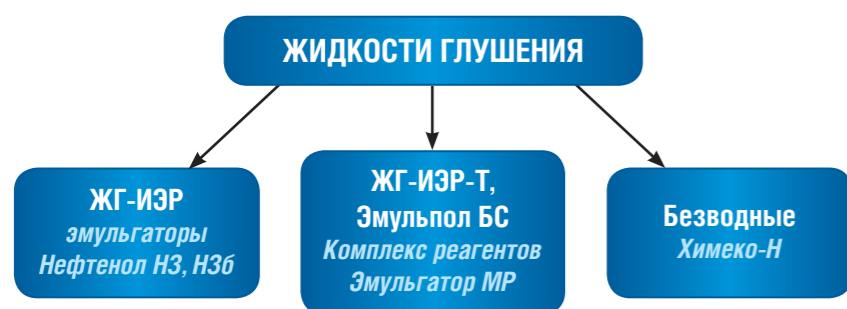 ЖИДКОСТИ ГЛУШЕНИЯ
ЖГ-ИЭР
эмульгаторы
Нефтенол НЗ, НЗб
ЖГ-ИЭР-Т,
Эмульпол БС
Комплекс реагентов
Эмульгатор МР
Безводные
Химеко-Н